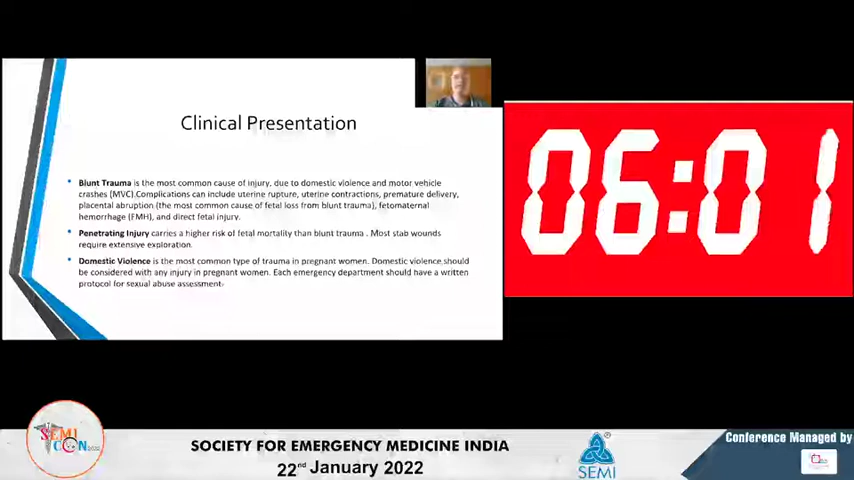 Clinical Presentation
Blunt Trauma is the most common cause of injury, due to domestic violence and motor vehicle
crashes (MVC).Complications can include uterine rupture, uterine contractions, premature delivery,
placental abruption (the most common cause of fetal loss from blunt trauma), fetomaternal
hemorrhage (FMH), and direct fetal injury.
Penetrating Injury carries a higher risk of fetal mortality than blunt trauma . Most stab wounds
require extensive exploration.
Domestic Violence is the most common type of trauma in pregnant women. Domestic violence should
be considered with any injury in pregnant women. Each emergency department should have a written
protocol for sexual abuse assessment.
06:01
SEMI
CON 2022
SOCIETY FOR EMERGENCY MEDICINE INDIA
22nd January 2022
®
SEMI
Conference Managed by